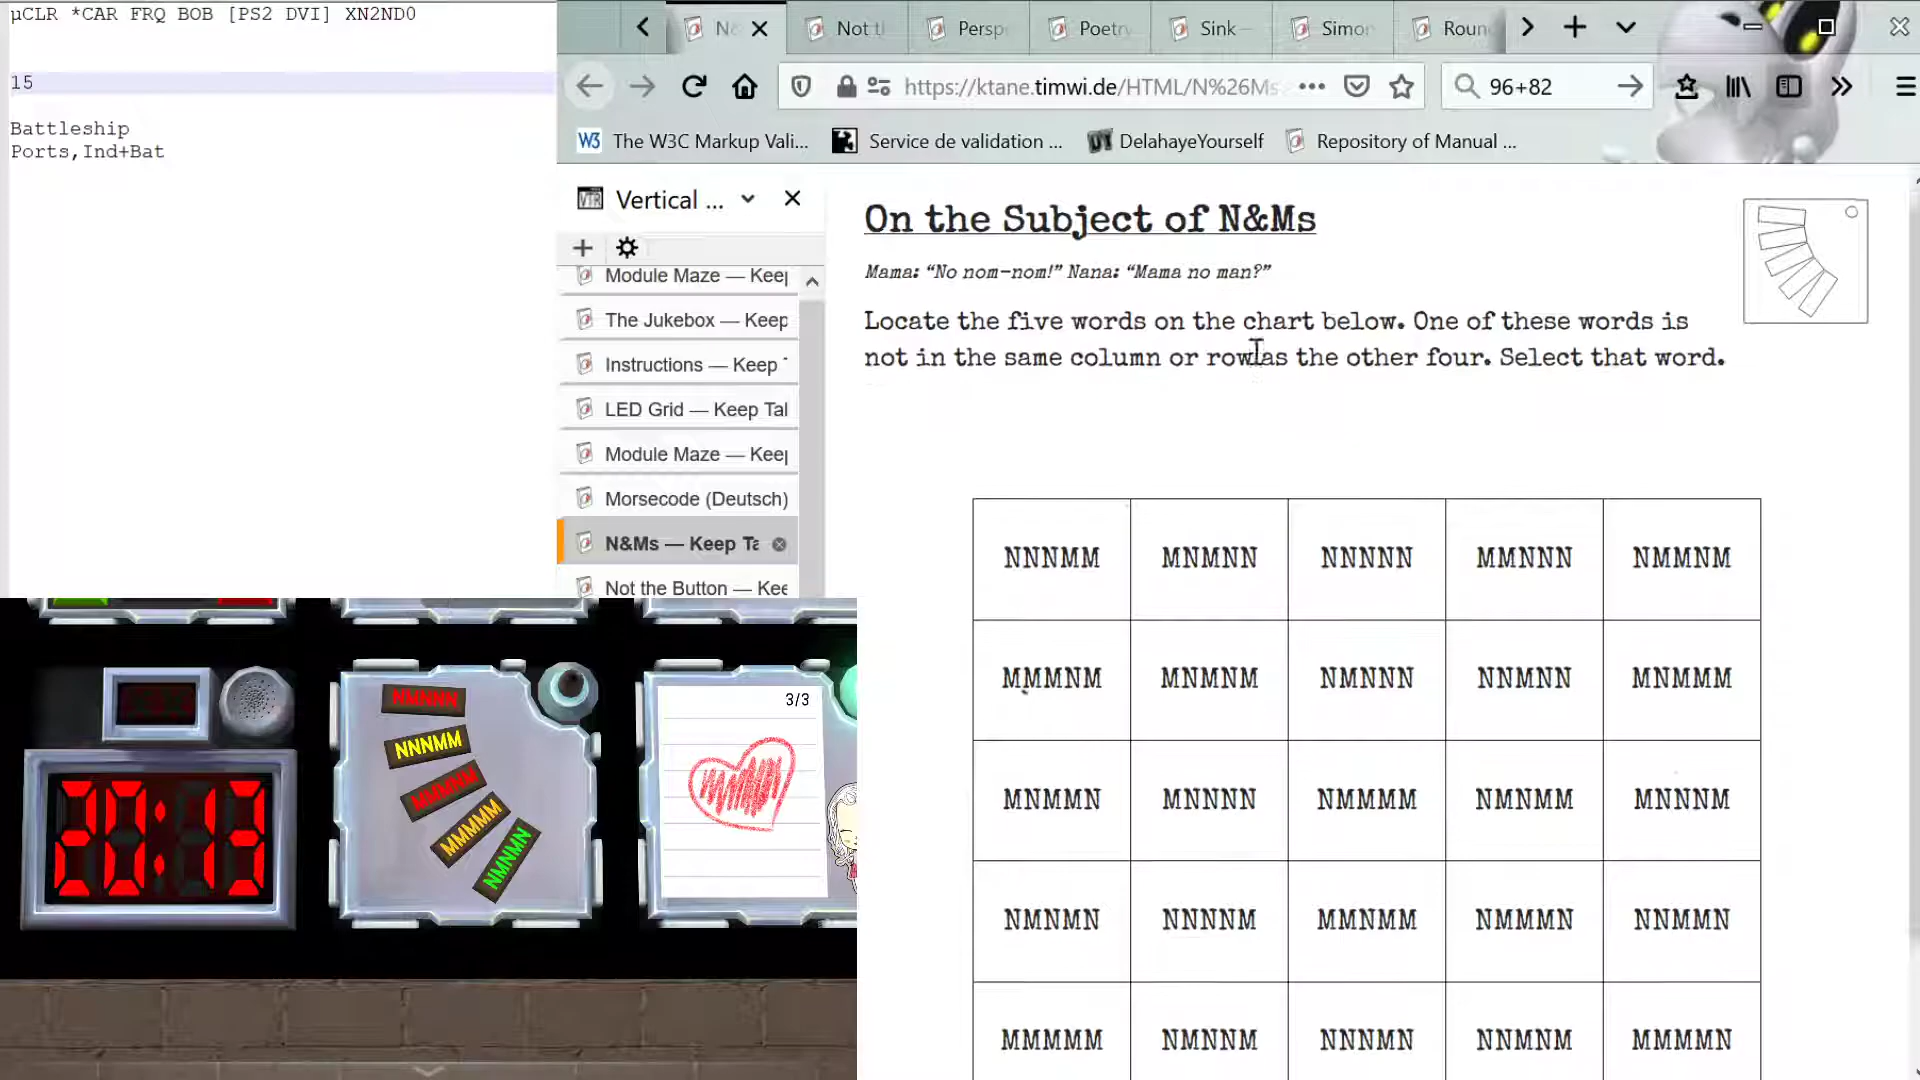 µCLR *CAR FRQ BOB [PS2 DVI] XN2ND0
15
Battleship
Ports,Ind+Bat
Not t
Persp
Poetry
Sink —
Simon
Roun
https://ktane.timwi.de/HTML/N%26Ms
96+82
The W3C Markup Vali...
Service de validation ...
DelahayeYourself
Repository of Manual ...
Vertical ...
Module Maze — Keep
The Jukebox — Keep
Instructions — Keep
LED Grid — Keep Tal
Module Maze — Keep
Morsecode (Deutsch)
N&Ms — Keep Ta
Not the Button — Kee
On the Subject of N&Ms
Mama: “No nom-nom!” Nana: “Mama no man?”
Locate the five words on the chart below. One of these words is
not in the same column or row as the other four. Select that word.
NNNMM MNMNN NNNNN MMNNN NMMNM
MMMNM MNMNM NMNNN NNMNN MNMMM
MNMMN MNNNN NMMMM NMNMM MNNNM
NMNMN NNNNM MMNMM NMMMN NNMMN
MMMMM NMNNM NNNMN NNMNM MMMMN
NMNNN
NNNMM
MMMNM
MMMMM
NMNMN
3/3
20:13